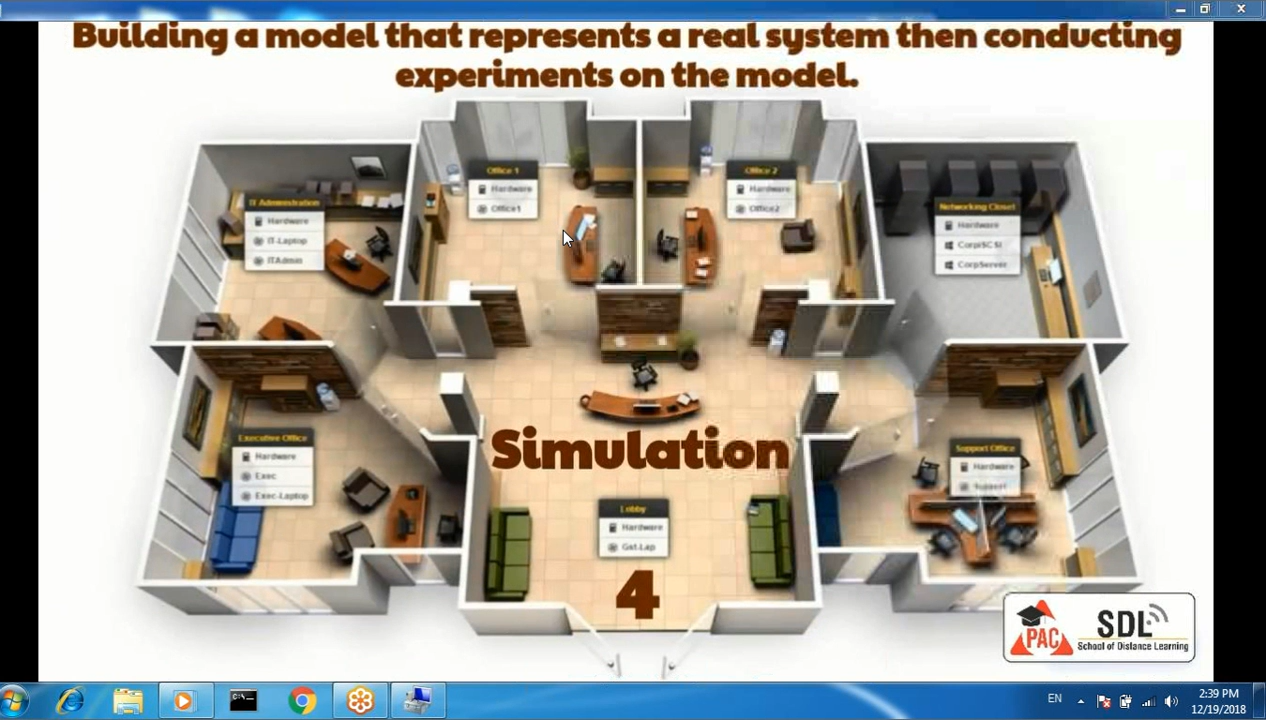 Building a model that represents a real system then conducting
experiments on the model.
Office 1
Hardware
Office1
Office 2
Hardware
Office2
IT Administration
Hardware
IT-Laptop
ITAdmin
Networking Closet
Hardware
CorpiSCSI
CorpServer
Executive Office
Hardware
Exec
Exec-Laptop
Simulation
Support Office
Hardware
Support
Lobby
Hardware
Gst-Lap
4
PAC
SDL
School of Distance Learning
EN
2:39 PM
12/19/2018